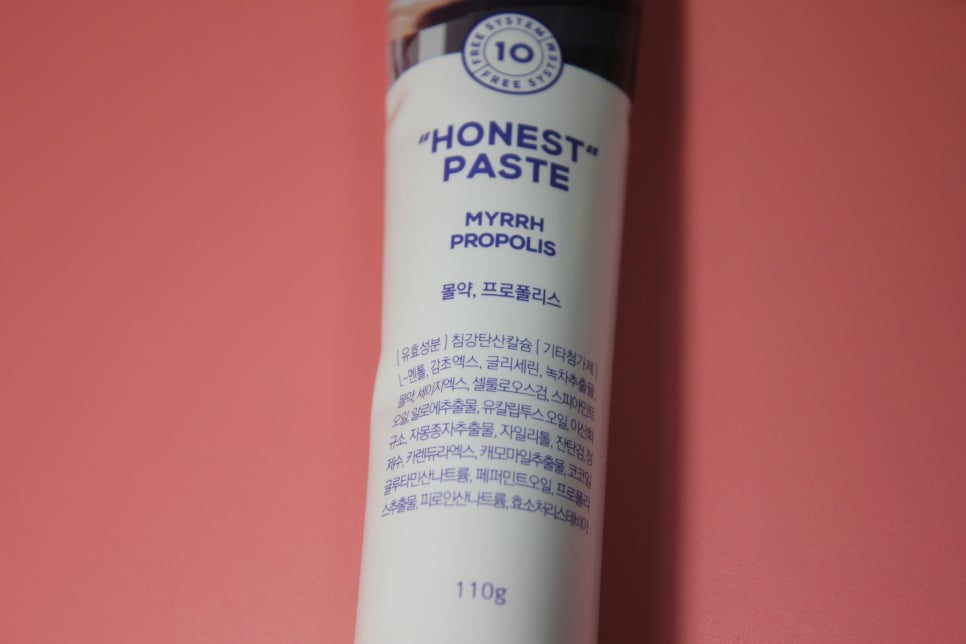 FREE SYSTEM
10
FREE SYSTEM
"HONEST"
PASTE
MYRRH
PROPOLIS
몰약, 프로폴리스
[유효성분] 침강탄산칼슘 [기타첨가제]
L-멘톨, 감초엑스, 글리세린, 녹차추출물,
몰약, 세이지엑스, 셀룰로오스검, 스피아민트
오일, 알로에추출물, 유칼립투스오일, 이산화
규소, 자몽종자추출물, 자일리톨, 잔탄검, 정
제수, 카렌듀라엑스, 캐모마일추출물, 코코일
글루타민산나트륨, 페퍼민트오일, 프로폴리
스추출물, 피로인산나트륨, 효소처리스테비아
110g